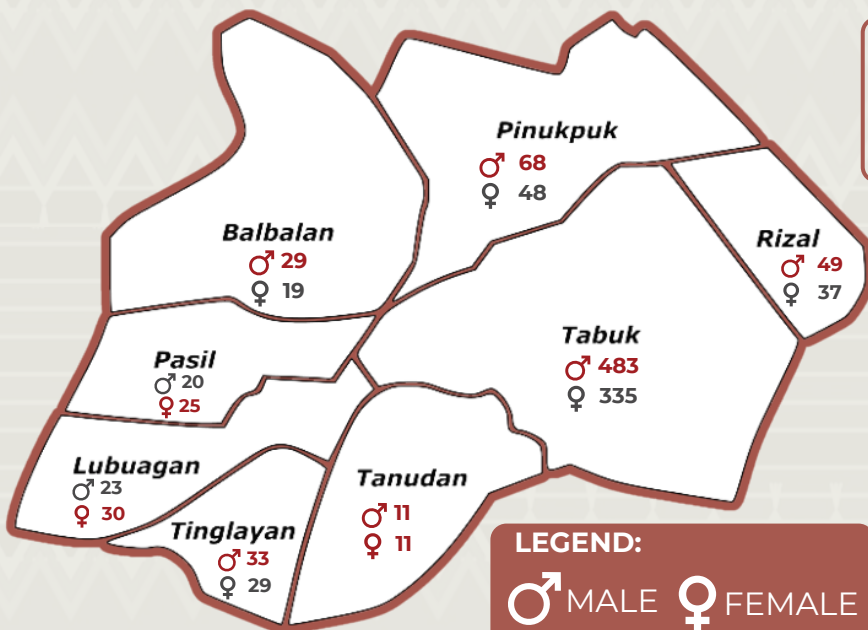 Pinukpuk
♂ 68
♀ 48
Balbalan
♂ 29
♀ 19
Rizal
♂ 49
♀ 37
Tabuk
♂ 483
♀ 335
Pasil
♂ 20
♀ 25
Lubuagan
♂ 23
♀ 30
Tanudan
♂ 11
♀ 11
Tinglayan
♂ 33
♀ 29
LEGEND:
♂ MALE ♀ FEMALE